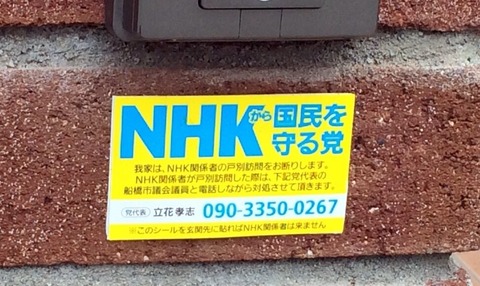 NHKから国民を
守る党
我家は、NHK関係者の戸別訪問をお断りします。
NHK関係者が戸別訪問した際は、下記党代表の
船橋市議会議員と電話しながら対処させて頂きます。
党代表 立花孝志 090-3350-0267
※このシールを玄関先に貼ればNHK関係者は来ません